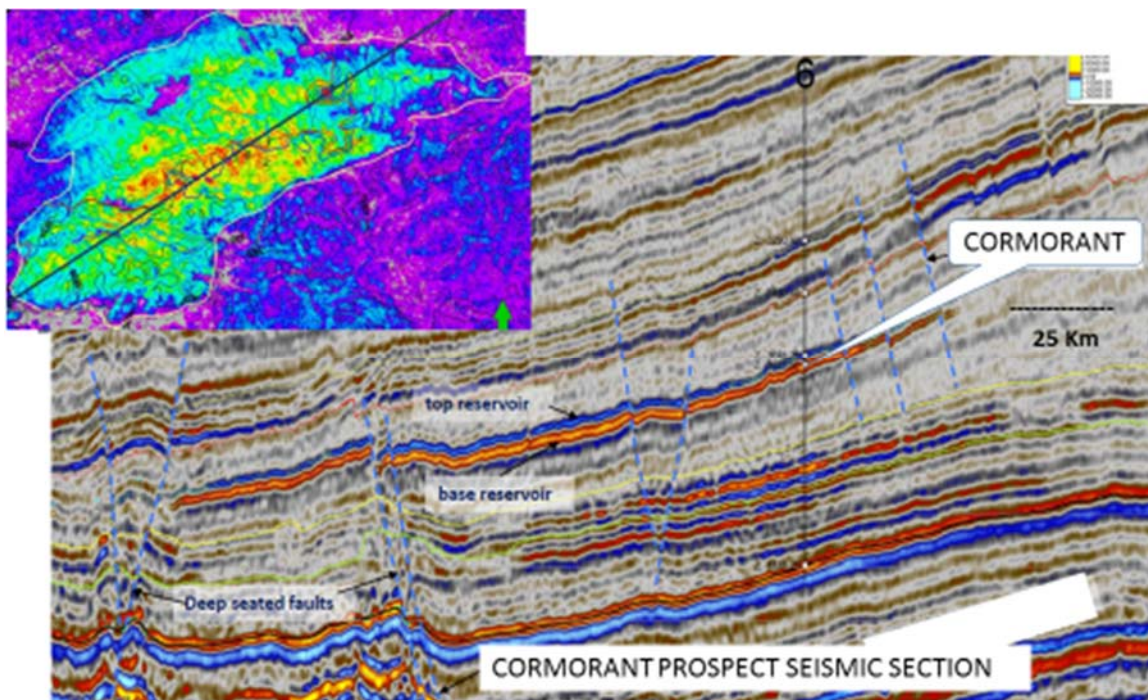 6
CORMORANT
25 Km
top reservoir
base reservoir
Deep seated faults
CORMORANT PROSPECT SEISMIC SECTION